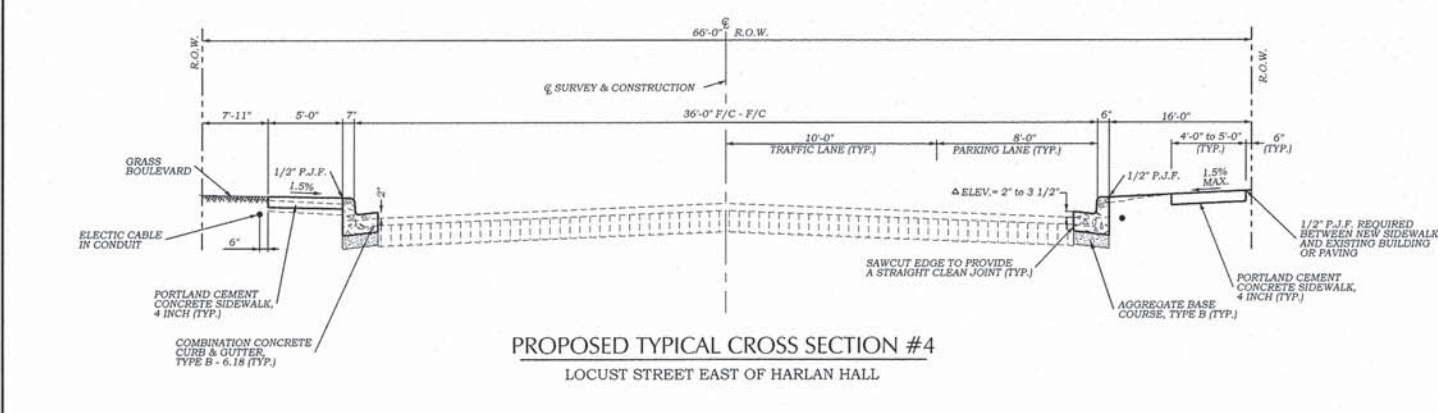 ℄
66'-0" R.O.W.
R.O.W.
R.O.W.
℄ SURVEY & CONSTRUCTION
7'-11"
5'-0"
7"
36'-0" F/C - F/C
6"
16'-0"
10'-0"
TRAFFIC LANE (TYP.)
8'-0"
PARKING LANE (TYP.)
4'-0" to 5'-0"
(TYP.)
6"
(TYP.)
GRASS
BOULEVARD
1/2" P.J.F.
1.5%
2"
Δ ELEV.= 2" to 3 1/2"
1/2" P.J.F.
1.5%
MAX.
ELECTIC CABLE
IN CONDUIT
6"
1/2" P.J.F. REQUIRED
BETWEEN NEW SIDEWALK
AND EXISTING BUILDING
OR PAVING
SAWCUT EDGE TO PROVIDE
A STRAIGHT CLEAN JOINT (TYP.)
PORTLAND CEMENT
CONCRETE SIDEWALK,
4 INCH (TYP.)
PORTLAND CEMENT
CONCRETE SIDEWALK,
4 INCH (TYP.)
AGGREGATE BASE
COURSE, TYPE B (TYP.)
COMBINATION CONCRETE
CURB & GUTTER,
TYPE B - 6.18 (TYP.)
PROPOSED TYPICAL CROSS SECTION #4
LOCUST STREET EAST OF HARLAN HALL